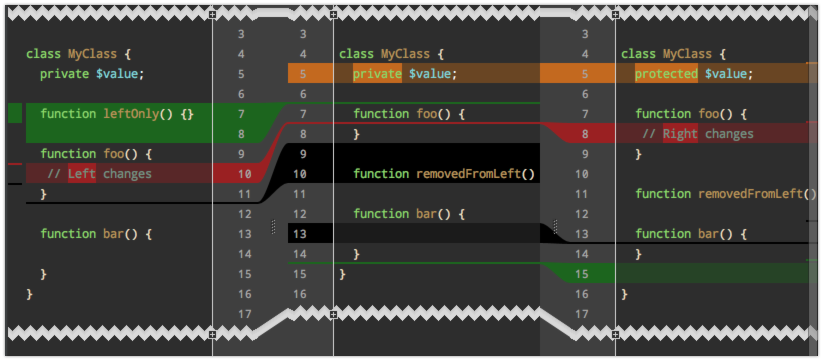 3
class MyClass { 4
private $value; 5
6
function leftOnly() {} 7
8
function foo() { 9
// Left changes 10
} 11
12
function bar() { 13
14
} 15
} 16
17
3
4 class MyClass {
5 private $value;
6
7 function foo() {
8 }
9
10 function removedFromLeft()
11
12 function bar() {
13
14 }
15 }
16
3
4 class MyClass {
5 protected $value;
6
7 function foo() {
8 // Right changes
9 }
10
11 function removedFromLeft()
12
13 function bar() {
14 }
15
16 }
17